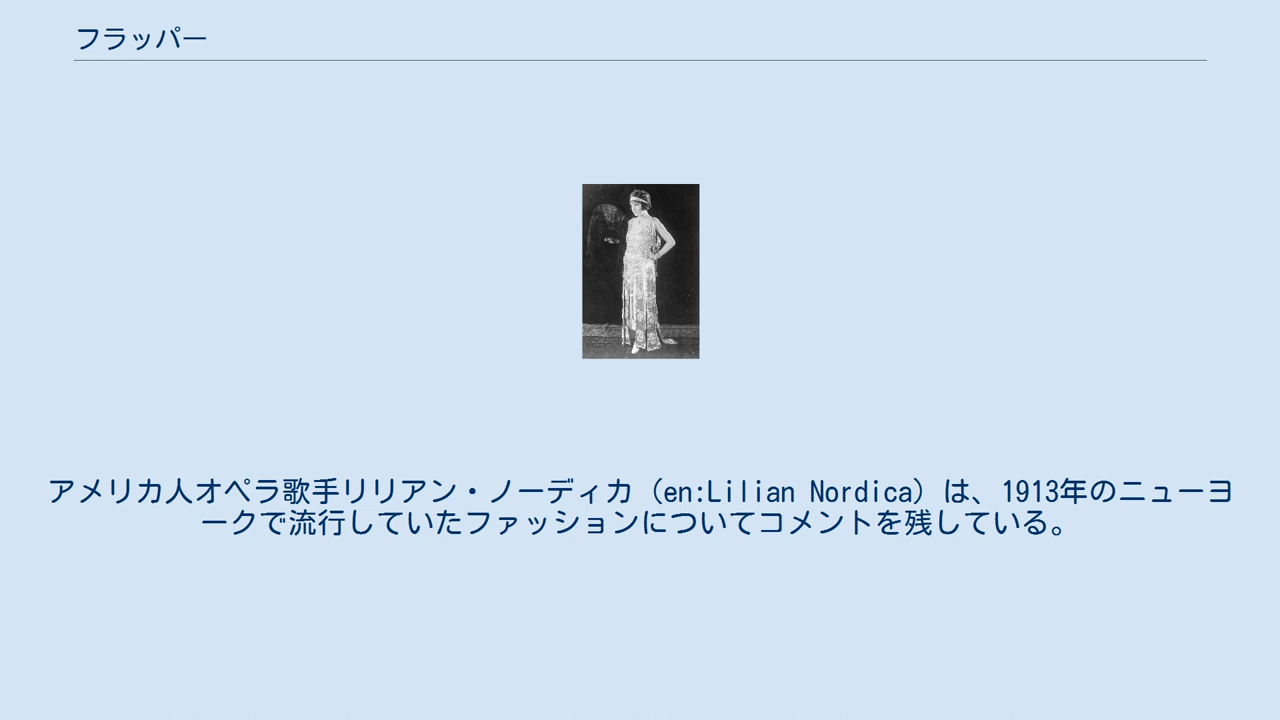 フラッパー
アメリカ人オペラ歌手リリアン・ノーディカ（en:Lilian Nordica）は、1913年のニューヨ
ークで流行していたファッションについてコメントを残している。